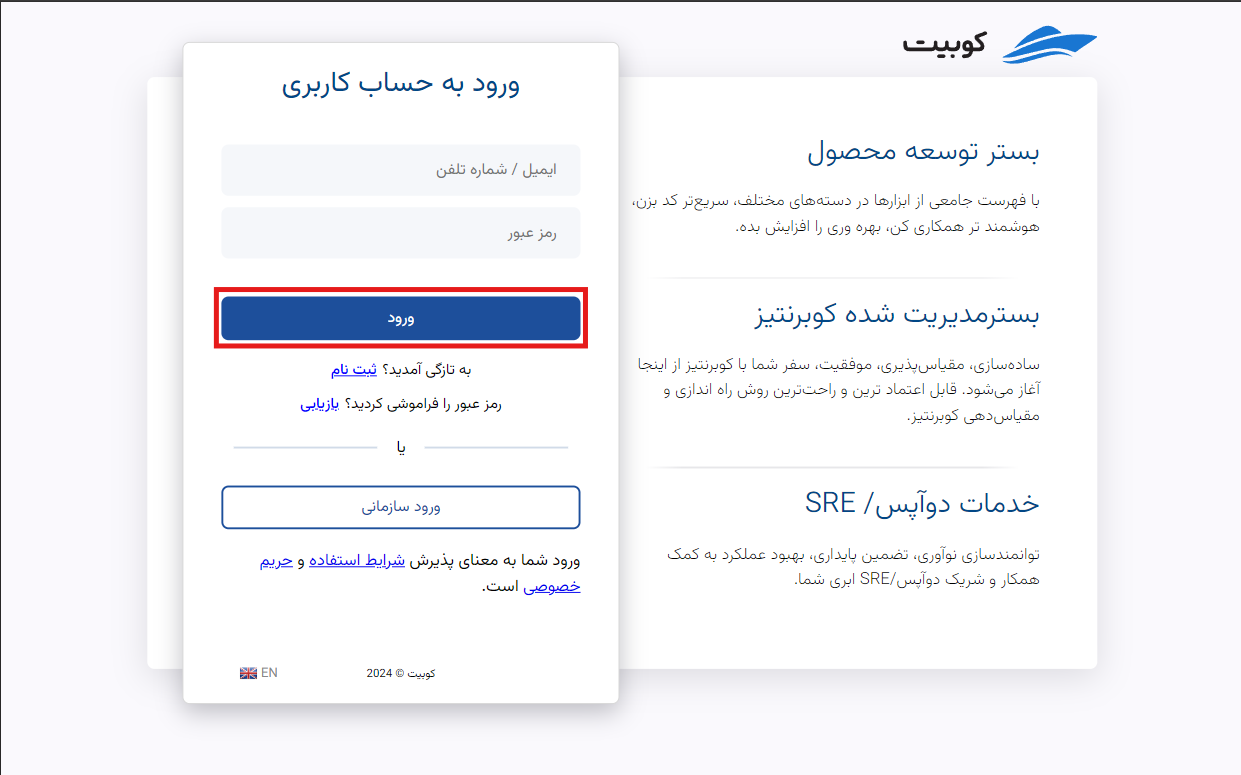 کوبیت
بستر توسعه محصول
با فهرست جامعی از ابزارها در دسته‌های مختلف، سریع‌تر کد بزن،
هوشمند تر همکاری کن، بهره وری را افزایش بده.
بسترمدیریت شده کوبرنتیز
ساده‌سازی، مقیاس‌پذیری، موفقیت، سفر شما با کوبرنتیز از اینجا
آغاز می‌شود. قابل اعتماد ترین و راحت‌ترین روش راه اندازی و
مقیاس‌دهی کوبرنتیز.
خدمات دوآپس/ SRE
توانمندسازی نوآوری، تضمین پایداری، بهبود عملکرد به کمک
همکار و شریک دوآپس/SRE ابری شما.
ورود به حساب کاربری
ایمیل / شماره تلفن
رمز عبور
ورود
به تازگی آمدید؟ ثبت نام
رمز عبور را فراموشی کردید؟ بازیابی
یا
ورود سازمانی
ورود شما به معنای پذیرش شرایط استفاده و حریم
خصوصی است.
کوبیت © 2024
EN